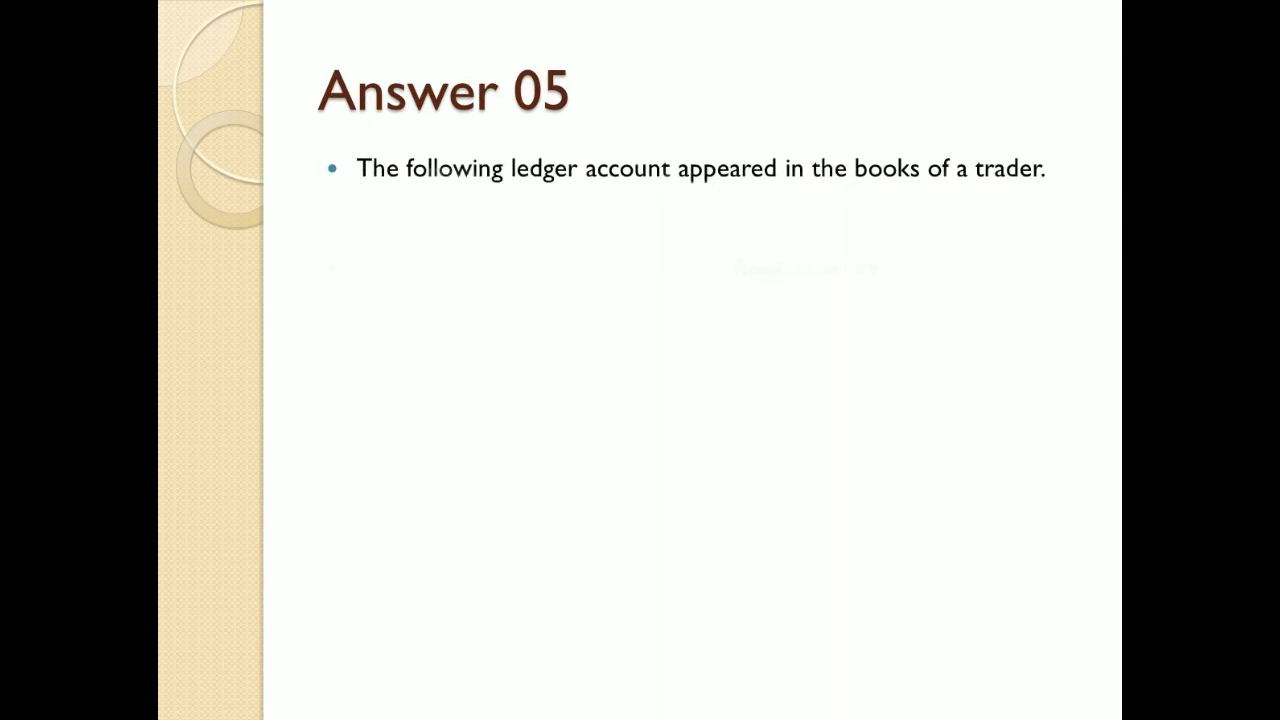 Answer 05
• The following ledger account appeared in the books of a trader.